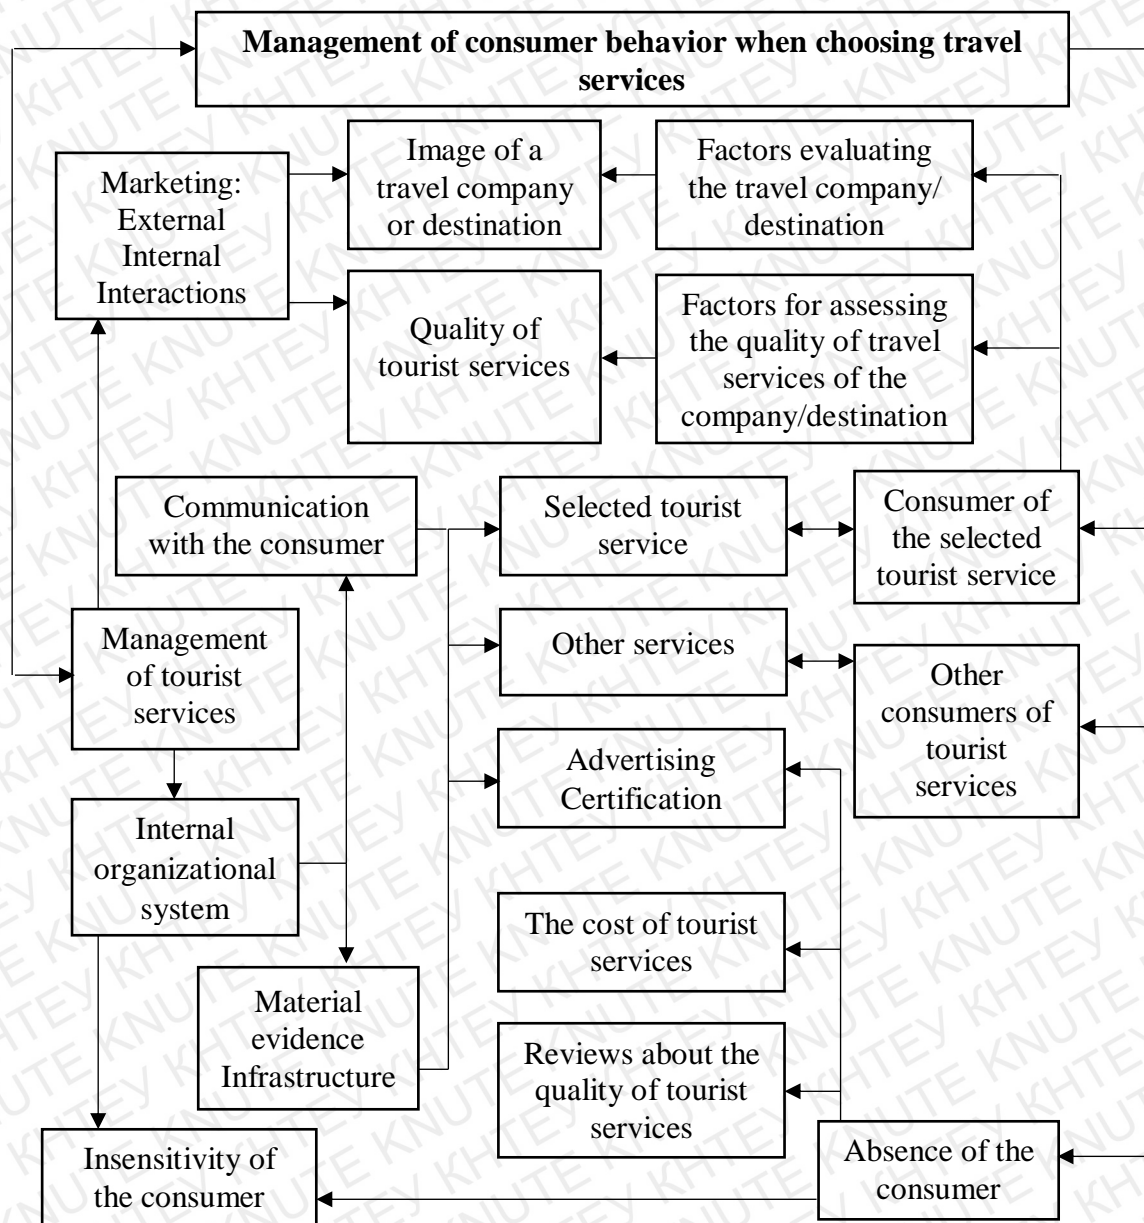 Management of consumer behavior when choosing travel
services
Marketing:
External
Internal
Interactions
Image of a
travel company
or destination
Factors evaluating
the travel company/
destination
Quality of
tourist services
Factors for assessing
the quality of travel
services of the
company/destination
Communication
with the consumer
Selected tourist
service
Consumer of
the selected
tourist service
Management
of tourist
services
Other services
Other
consumers of
tourist
services
Advertising
Certification
Internal
organizational
system
The cost of tourist
services
Material
evidence
Infrastructure
Reviews about the
quality of tourist
services
Insensitivity of
the consumer
Absence of the
consumer
КНТЕУ KNUTE